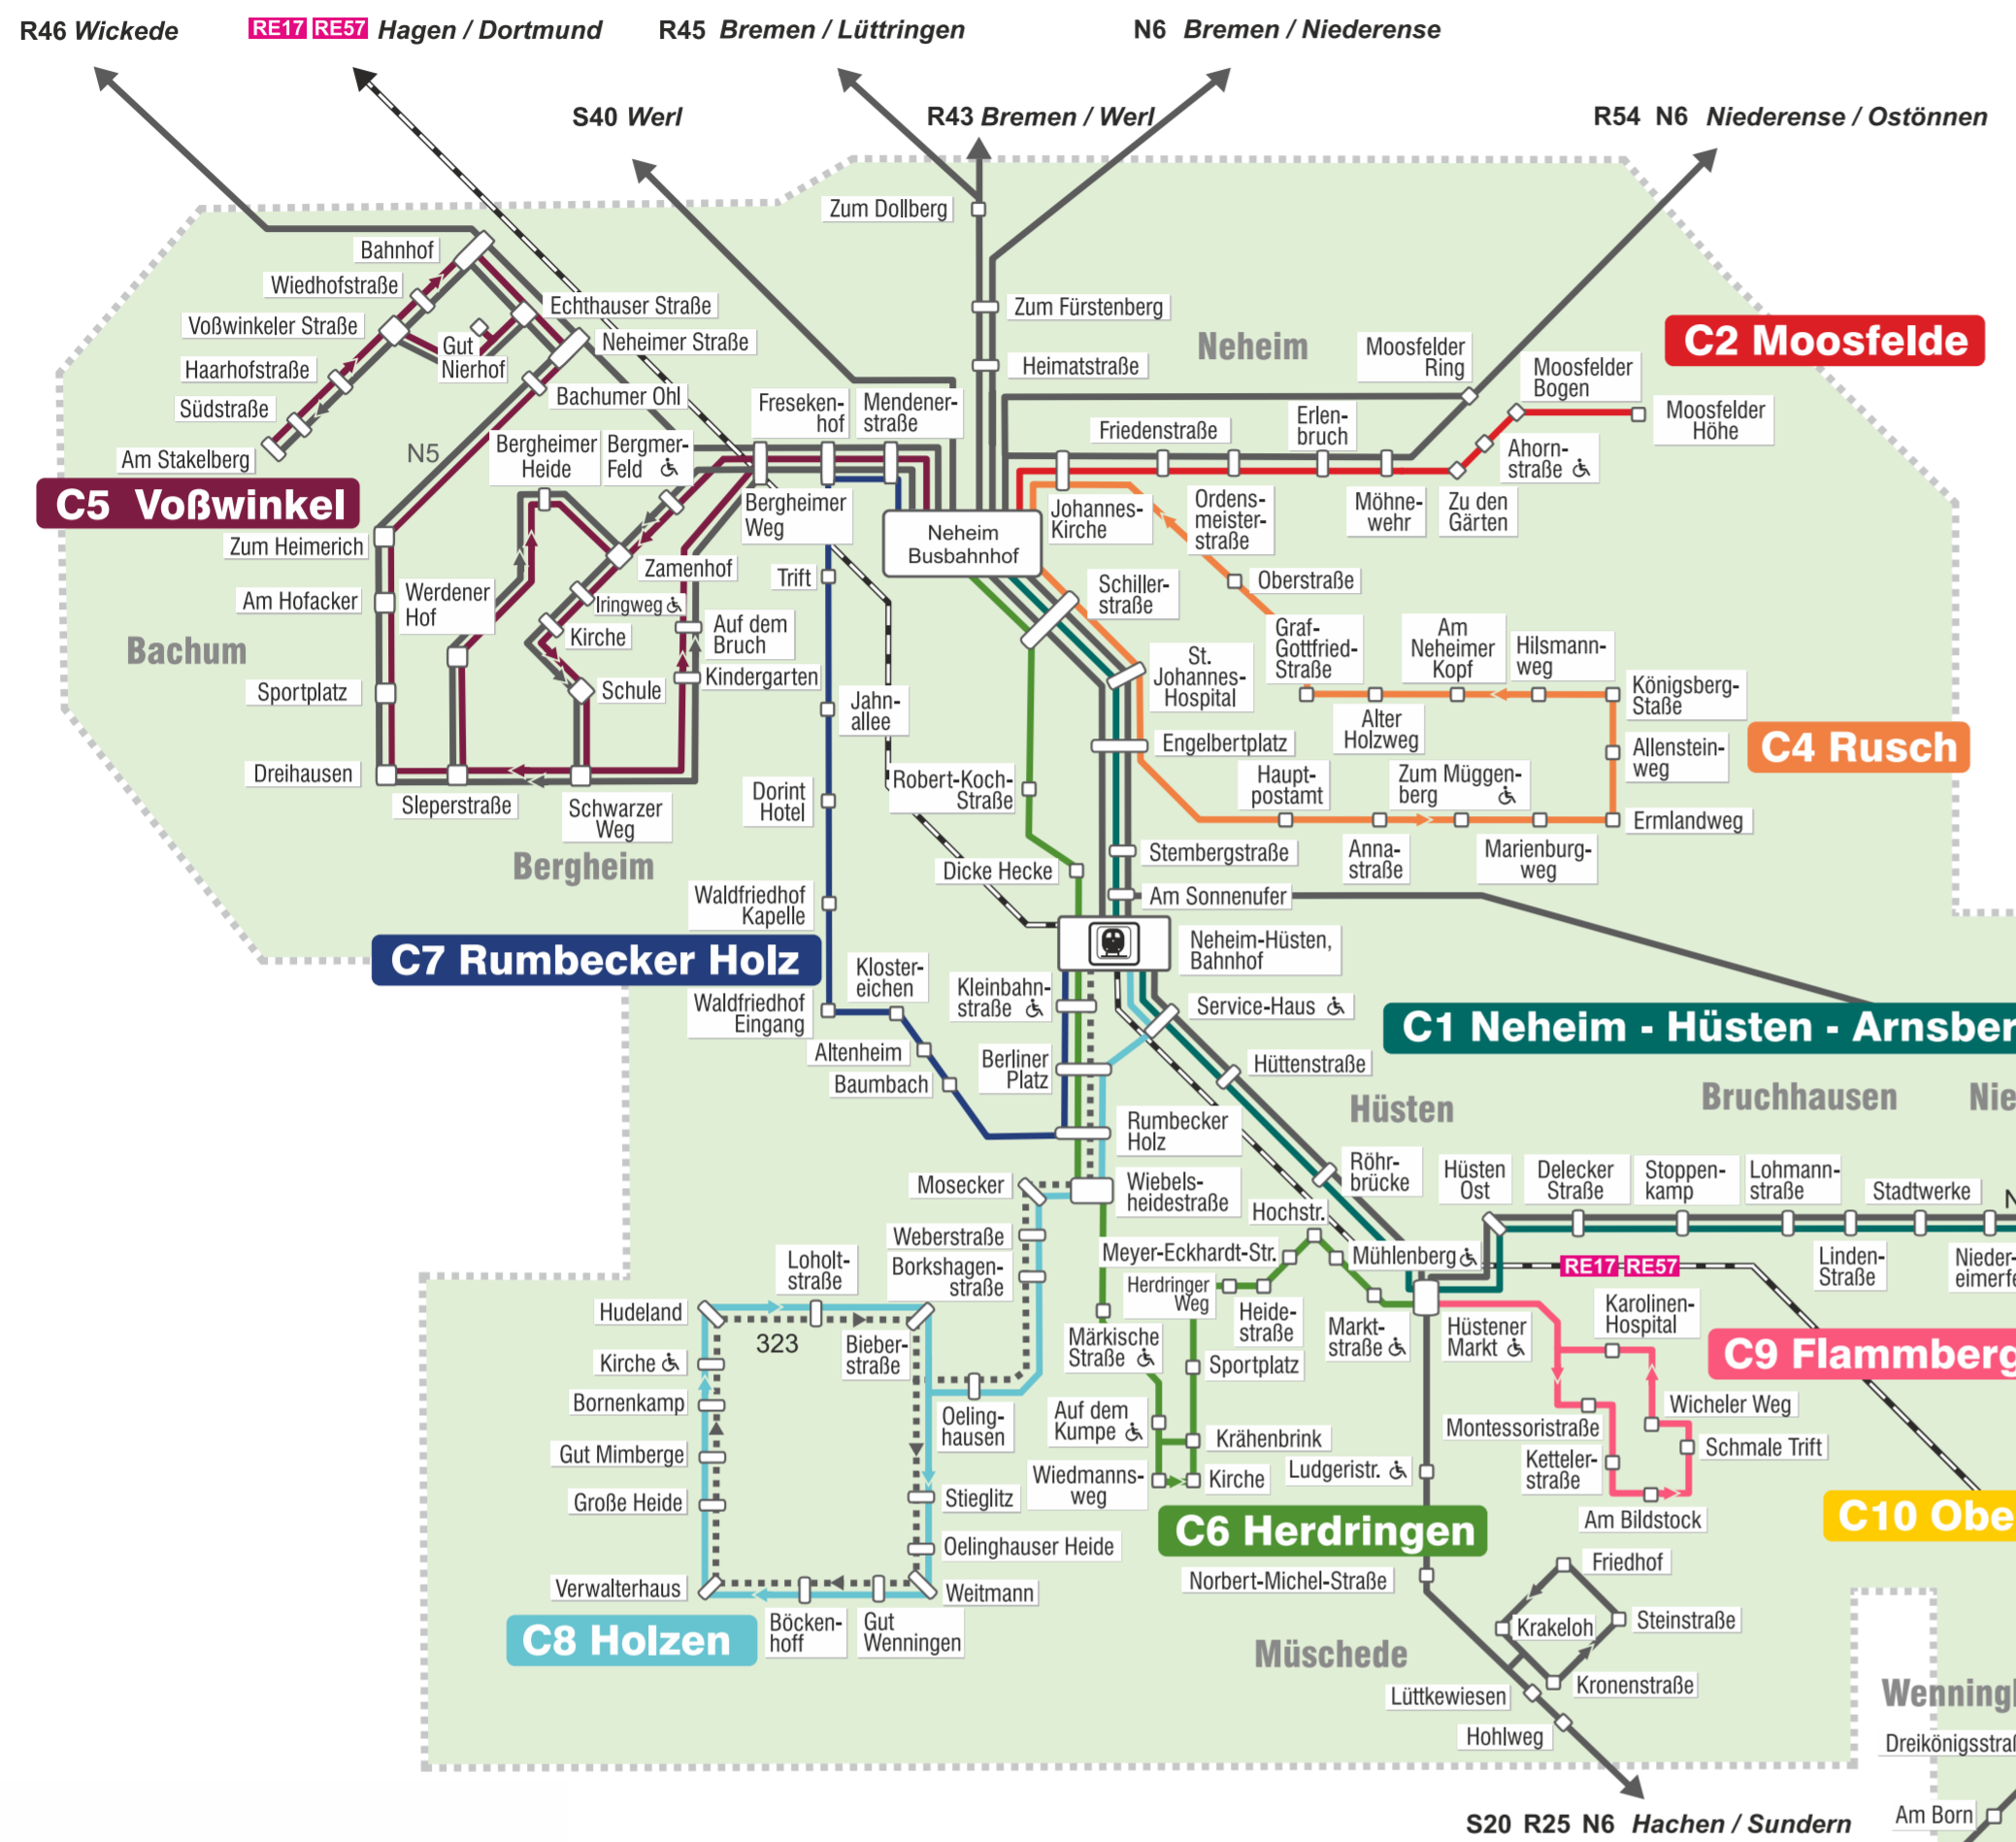 R46 Wickede
RE17 RE57 Hagen / Dortmund
R45 Bremen / Lüttringen
N6 Bremen / Niederense
S40 Werl
R43 Bremen / Werl
R54 N6 Niederense / Ostönnen
Zum Dollberg
Bahnhof
Wiedhofstraße
Echthauser Straße
Zum Fürstenberg
Voßwinkeler Straße
Neheimer Straße
Neheim
C2 Moosfelde
Gut
Nierhof
Haarhofstraße
Heimatstraße
Moosfelder
Ring
Moosfelder
Bogen
Südstraße
Bachumer Ohl
Freseken-
hof
Mendener-
straße
Erlen-
bruch
Moosfelder
Höhe
Am Stakelberg
N5
Bergheimer
Heide
Bergmer-
Feld
Friedenstraße
Ahorn-
straße
C5 Voßwinkel
Bergheimer
Weg
Johannes-
Kirche
Ordens-
meister-
straße
Möhne-
wehr
Zu den
Gärten
Neheim
Busbahnhof
Zum Heimerich
Zamenhof
Trift
Schiller-
straße
Oberstraße
Am Hofacker
Werdener
Hof
Iringweg
Kirche
Auf dem
Bruch
Bachum
Graf-
Gottfried-
Straße
Am
Neheimer
Kopf
Hilsmann-
weg
St.
Johannes-
Hospital
Sportplatz
Schule
Kindergarten
Jahn-
allee
Königsberg-
Staße
Alter
Holzweg
Engelbertplatz
Allenstein-
weg
C4 Rusch
Dreihausen
Sleperstraße
Schwarzer
Weg
Dorint
Hotel
Robert-Koch-
Straße
Haupt-
postamt
Zum Müggen-
berg
Ermlandweg
Bergheim
Dicke Hecke
Stembergstraße
Anna-
straße
Marienburg-
weg
Waldfriedhof
Kapelle
Am Sonnenufer
C7 Rumbecker Holz
Neheim-Hüsten,
Bahnhof
Waldfriedhof
Eingang
Kloster-
eichen
Kleinbahn-
straße
Service-Haus
C1 Neheim - Hüsten - Arnsber
Altenheim
Baumbach
Berliner
Platz
Hüttenstraße
Hüsten
Bruchhausen
Nie
Rumbecker
Holz
Mosecker
Wiebels-
heidestraße
Röhr-
brücke
Hüsten
Ost
Delecker
Straße
Stoppen-
kamp
Lohmann-
straße
Stadtwerke
N
Weberstraße
Hochstr.
Borkshagen-
straße
Meyer-Eckhardt-Str.
Mühlenberg
RE17 RE57
Linden-
Straße
Nieder-
eimerfe
Loholt-
straße
Hudeland
Herdringer
Weg
Heide-
straße
Markt-
straße
Hüstener
Markt
Karolinen-
Hospital
323
Bieber-
straße
Märkische
Straße
C9 Flammberg
Kirche
Sportplatz
Bornenkamp
Oeling-
hausen
Auf dem
Kumpe
Krähenbrink
Montessoristraße
Wicheler Weg
Gut Mimberge
Schmale Trift
Große Heide
Stieglitz
Wiedmanns-
weg
Kirche
Ludgeristr.
Ketteler-
straße
Am Bildstock
C6 Herdringen
C10 Obe
Oelinghauser Heide
Verwalterhaus
Weitmann
Norbert-Michel-Straße
Friedhof
C8 Holzen
Böcken-
hoff
Gut
Wenningen
Krakeloh
Steinstraße
Müschede
Kronenstraße
Lüttkewiesen
Wenningl
Hohlweg
Dreikönigsstraß
S20 R25 N6 Hachen / Sundern
Am Born